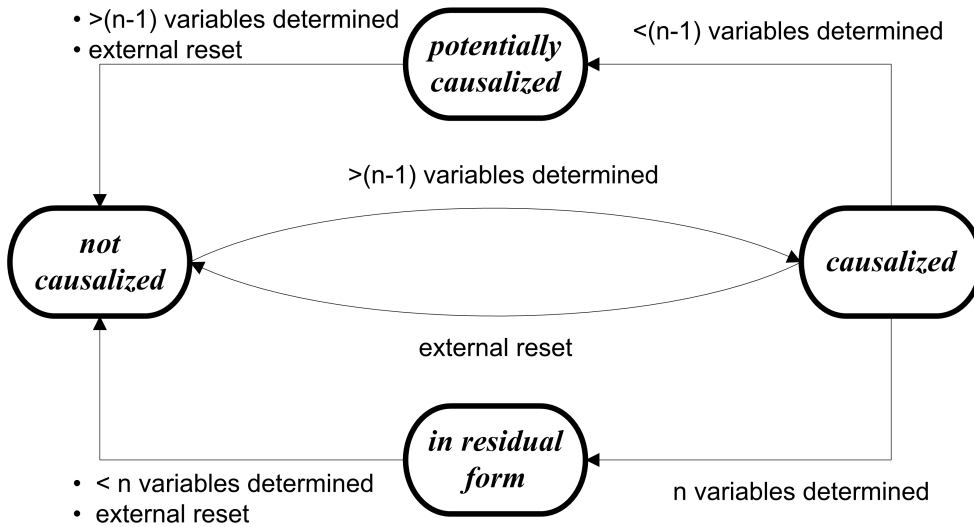 • >(n-1) variables determined
• external reset
potentially
causalized
<(n-1) variables determined
>(n-1) variables determined
not
causalized
causalized
external reset
in residual
form
• < n variables determined
• external reset
n variables determined